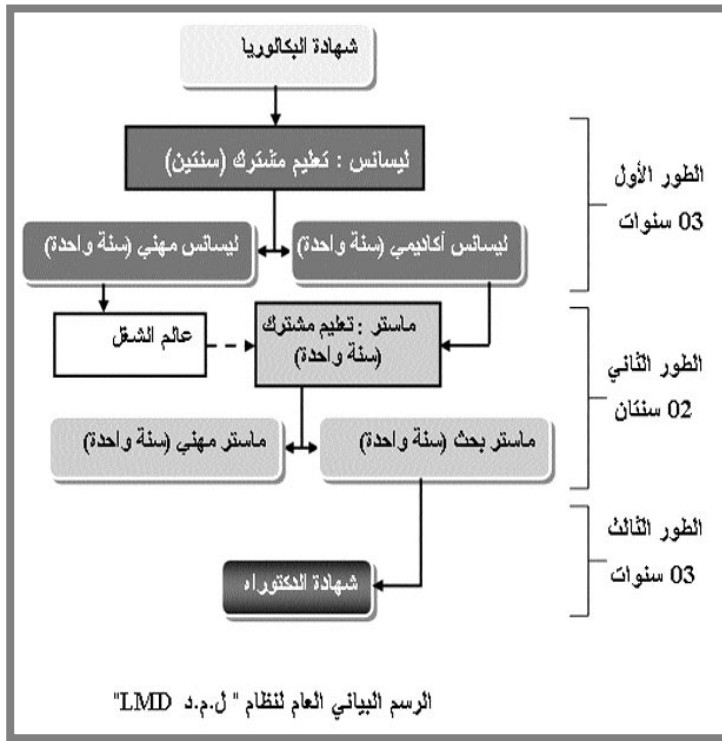 شهادة البكالوريا
ليسانس : تعليم مشترك (سنتين)
الطور الأول
03 سنوات
ليسانس أكاديمي (سنة واحدة)
ليسانس مهني (سنة واحدة)
ماستر : تعليم مشترك
(سنة واحدة)
عالم الشغل
الطور الثاني
02 سنتان
ماستر بحث (سنة واحدة)
ماستر مهني (سنة واحدة)
الطور الثالث
03 سنوات
شهادة الدكتوراه
الرسم البياني العام لنظام " ل.م.د LMD"